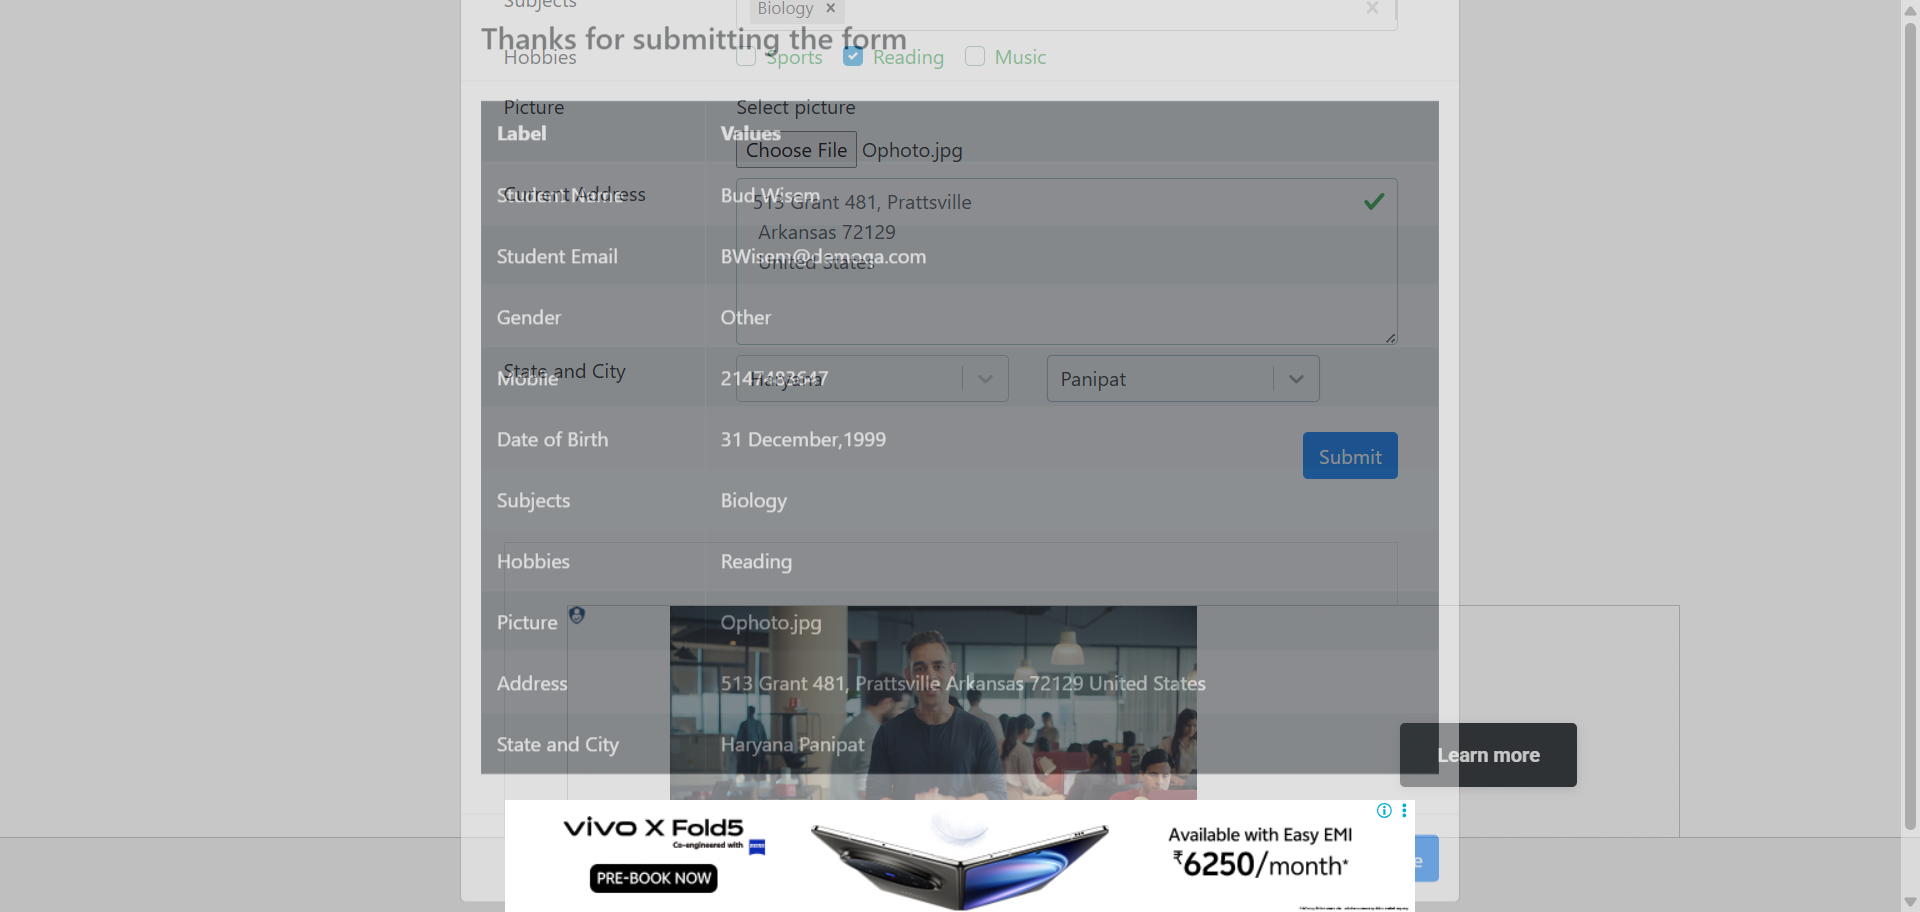 Subjects
Biology ×
Thanks for submitting the form
Hobbies
Sports
Reading
Music
Picture
Select picture
Label
Values
Choose File Ophoto.jpg
Current Address
Student Name
Bud Wisem
513 Grant 481, Prattsville
Arkansas 72129
United States
Student Email
BWisem@demoqa.com
Gender
Other
State and City
Mobile
2147483647
Haryana
Panipat
Date of Birth
31 December,1999
Submit
Subjects
Biology
Hobbies
Reading
Picture
Ophoto.jpg
Address
513 Grant 481, Prattsville Arkansas 72129 United States
State and City
Haryana Panipat
Learn more
vivo X Fold5
Co-engineered with ZEISS
PRE-BOOK NOW
Available with Easy EMI
₹6250/month*